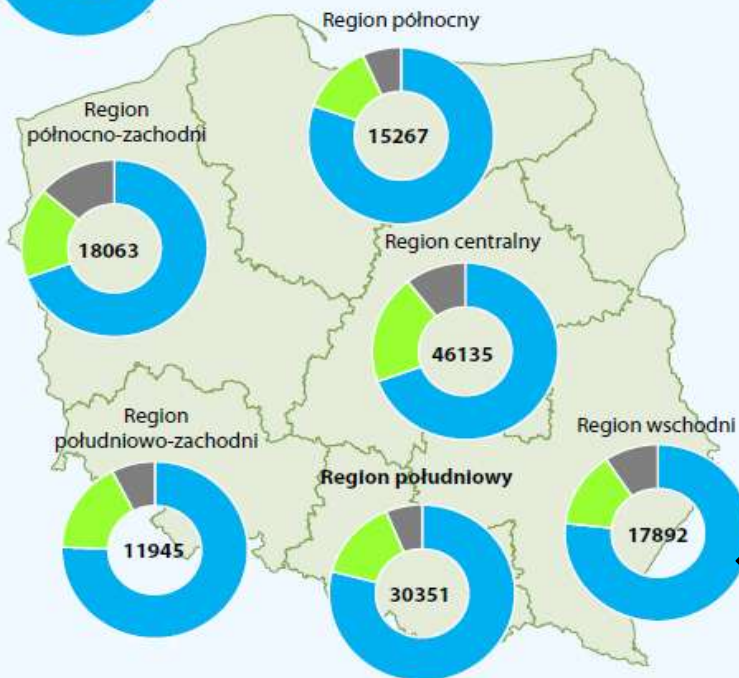 Region północny
15267
Region
północno-zachodni
18063
Region centralny
46135
Region
południowo-zachodni
11945
Region południowy
30351
Region wschodni
17892